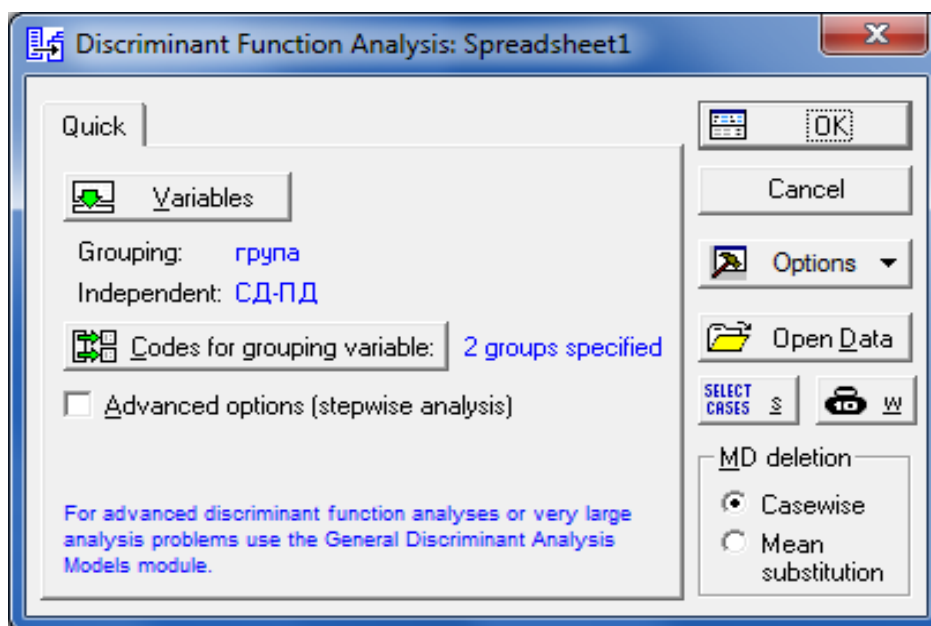 Discriminant Function Analysis: Spreadsheet1
Quick
Variables
Grouping: група
Independent: СД-ПД
Codes for grouping variable: 2 groups specified
Advanced options (stepwise analysis)
For advanced discriminant function analyses or very large
analysis problems use the General Discriminant Analysis
Models module.
OK
Cancel
Options
Open Data
SELECT
CASES S
W
MD deletion
Casewise
Mean
substitution